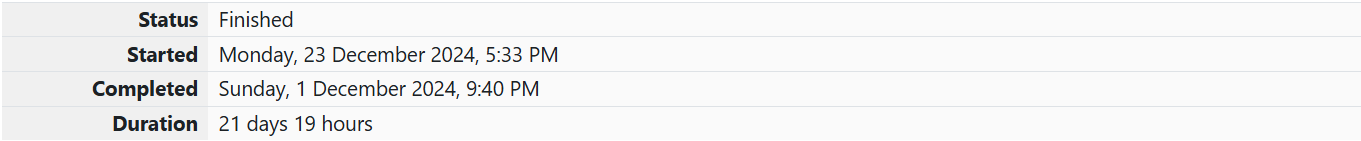 Status Finished
Started Monday, 23 December 2024, 5:33 PM
Completed Sunday, 1 December 2024, 9:40 PM
Duration 21 days 19 hours